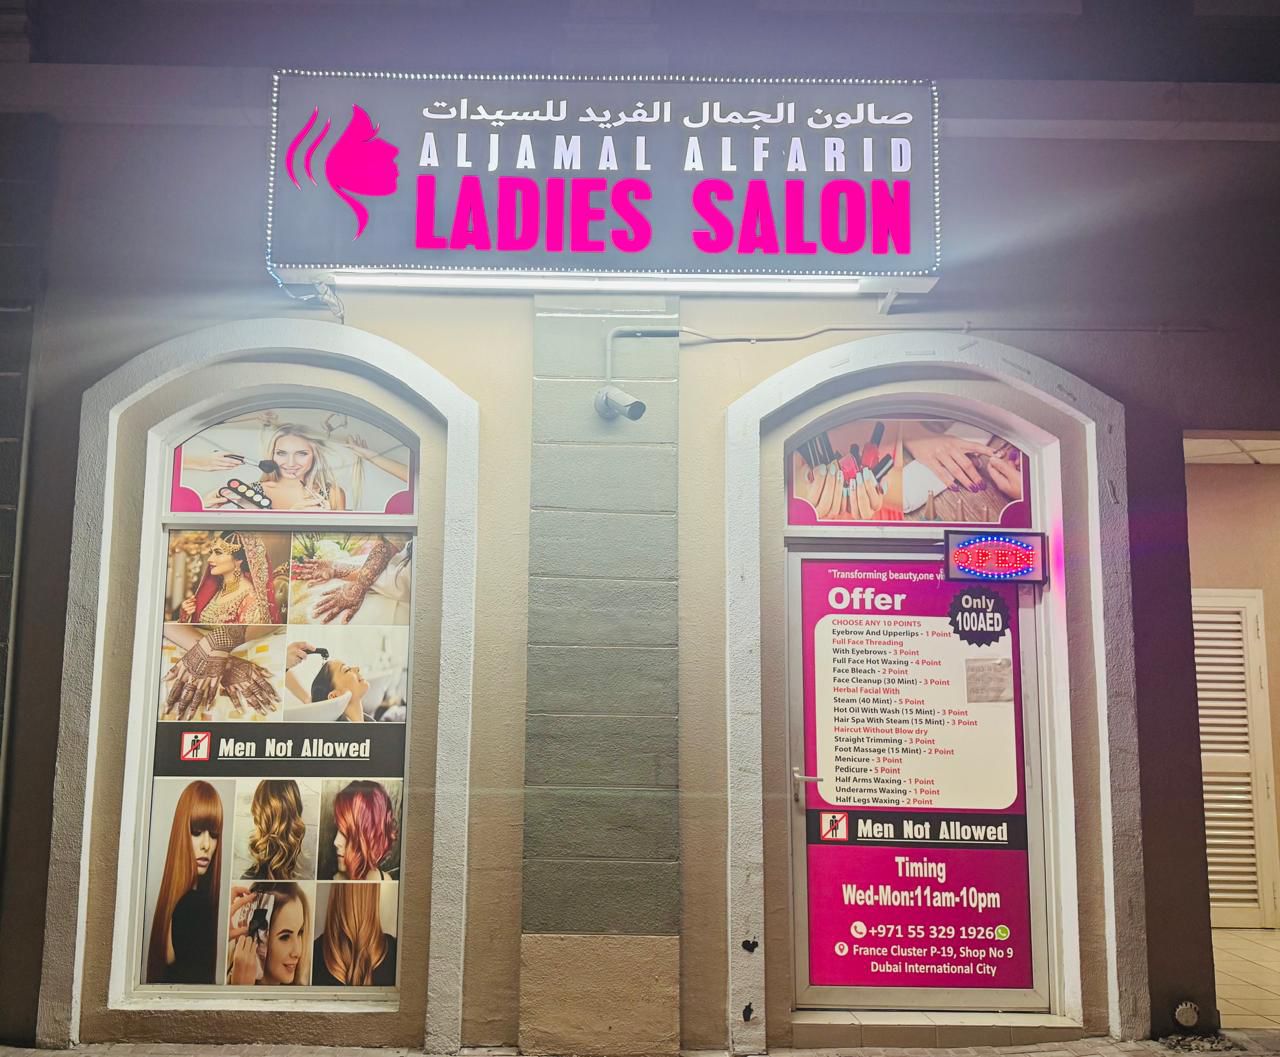 صالون الجمال الفريد للسيدات
ALJAMAL ALFARID
LADIES SALON
Men Not Allowed
OPEN
"Transforming beauty,one
Offer
Only
100AED
CHOOSE ANY 10 POINTS
Eyebrow And Upperlips - 1 Point
Full Face Threading
With Eyebrows - 3 Point
Full Face Hot Waxing - 4 Point
Face Bleach - 2 Point
Face Cleanup (30 Mint) - 3 Point
Herbal Facial With
Steam (40 Mint) - 5 Point
Hot Oil With Wash (15 Mint) - 3 Point
Hair Spa With Steam (15 Mint) - 3 Point
Haircut Without Blow dry
Straight Trimming - 3 Point
Foot Massage (15 Mint) - 2 Point
Menicure - 3 Point
Pedicure - 5 Point
Half Arms Waxing - 1 Point
Underarms Waxing - 1 Point
Half Legs Waxing - 2 Point
Men Not Allowed
Timing
Wed-Mon:11am-10pm
+971 55 329 1926
France Cluster P-19, Shop No 9
Dubai International City